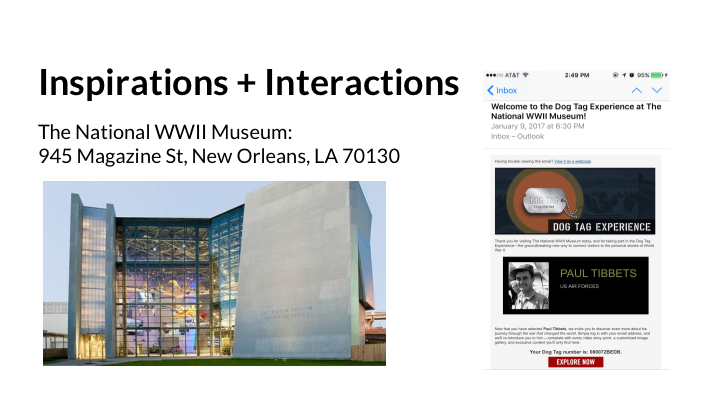 Inspirations + Interactions
The National WWII Museum:
945 Magazine St, New Orleans, LA 70130
AT&T
2:49 PM
95%
Inbox
Welcome to the Dog Tag Experience at The
National WWII Museum!
January 9, 2017 at 6:30 PM
Inbox – Outlook
Having trouble viewing this email? View it as a webpage.
DOG TAG
DOG TAG EXPERIENCE
Thank you for visiting The National WWII Museum today, and for taking part in the Dog Tag
Experience—the groundbreaking new way to connect visitors to the personal stories of World
War II.
PAUL TIBBETS
US AIR FORCES
Now that you have selected Paul Tibbets, we invite you to discover even more about his
journey through the war that changed the world. Simply log in with your email address, and
we'll re-introduce you to him – complete with every video story point, a customized image
gallery, and exclusive content you'll only find here.
Your Dog Tag number is: 080072BEDB.
EXPLORE NOW